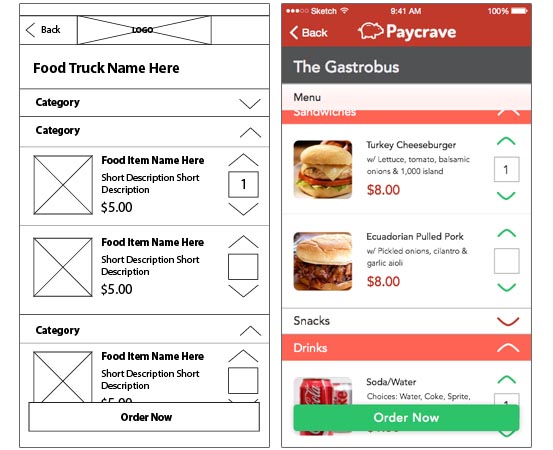 Back
LOGO
Food Truck Name Here
Category
Category
Food Item Name Here
Short Description Short
Description
$5.00
1
Food Item Name Here
Short Description Short
Description
$5.00
Category
Food Item Name Here
Short Description Short
Description
$5.00
Order Now
Sketch
9:41 AM
100%
Back
Paycrave
The Gastrobus
Menu
Sandwiches
Turkey Cheeseburger
w/ Lettuce, tomato, balsamic
onions & 1,000 island
$8.00
1
Ecuadorian Pulled Pork
w/ Pickled onions, cilantro &
garlic aioli
$8.00
Snacks
Drinks
Soda/Water
Choices: Water, Coke, Sprite,
1
Order Now